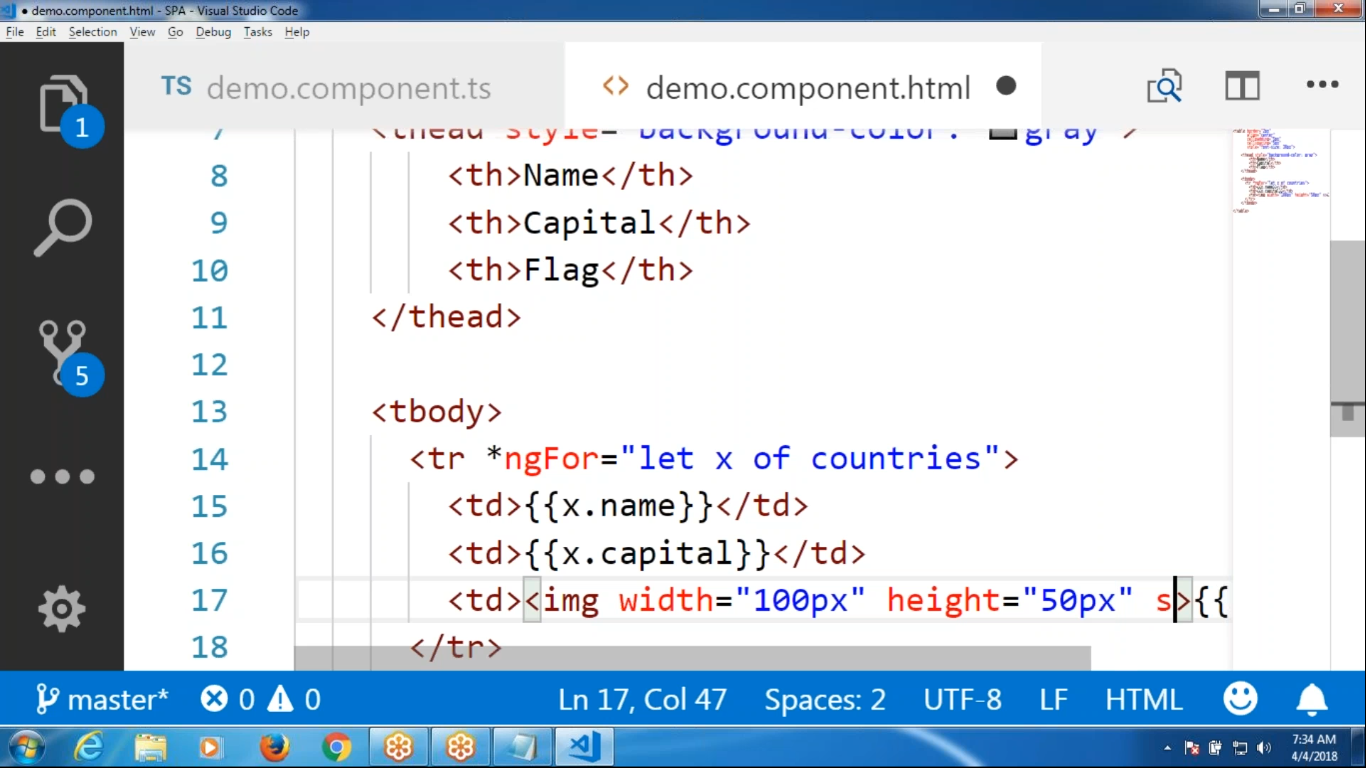 demo.component.html - SPA - Visual Studio Code
File Edit Selection View Go Debug Tasks Help
TS demo.component.ts <> demo.component.html
7 <thead style="background-color: gray">
8 <th>Name</th>
9 <th>Capital</th>
10 <th>Flag</th>
11 </thead>
12
13 <tbody>
14 <tr *ngFor="let x of countries">
15 <td>{{x.name}}</td>
16 <td>{{x.capital}}</td>
17 <td><img width="100px" height="50px" s>{{
18 </tr>
1
5
master* 0 0 Ln 17, Col 47 Spaces: 2 UTF-8 LF HTML
7:34 AM
4/4/2018